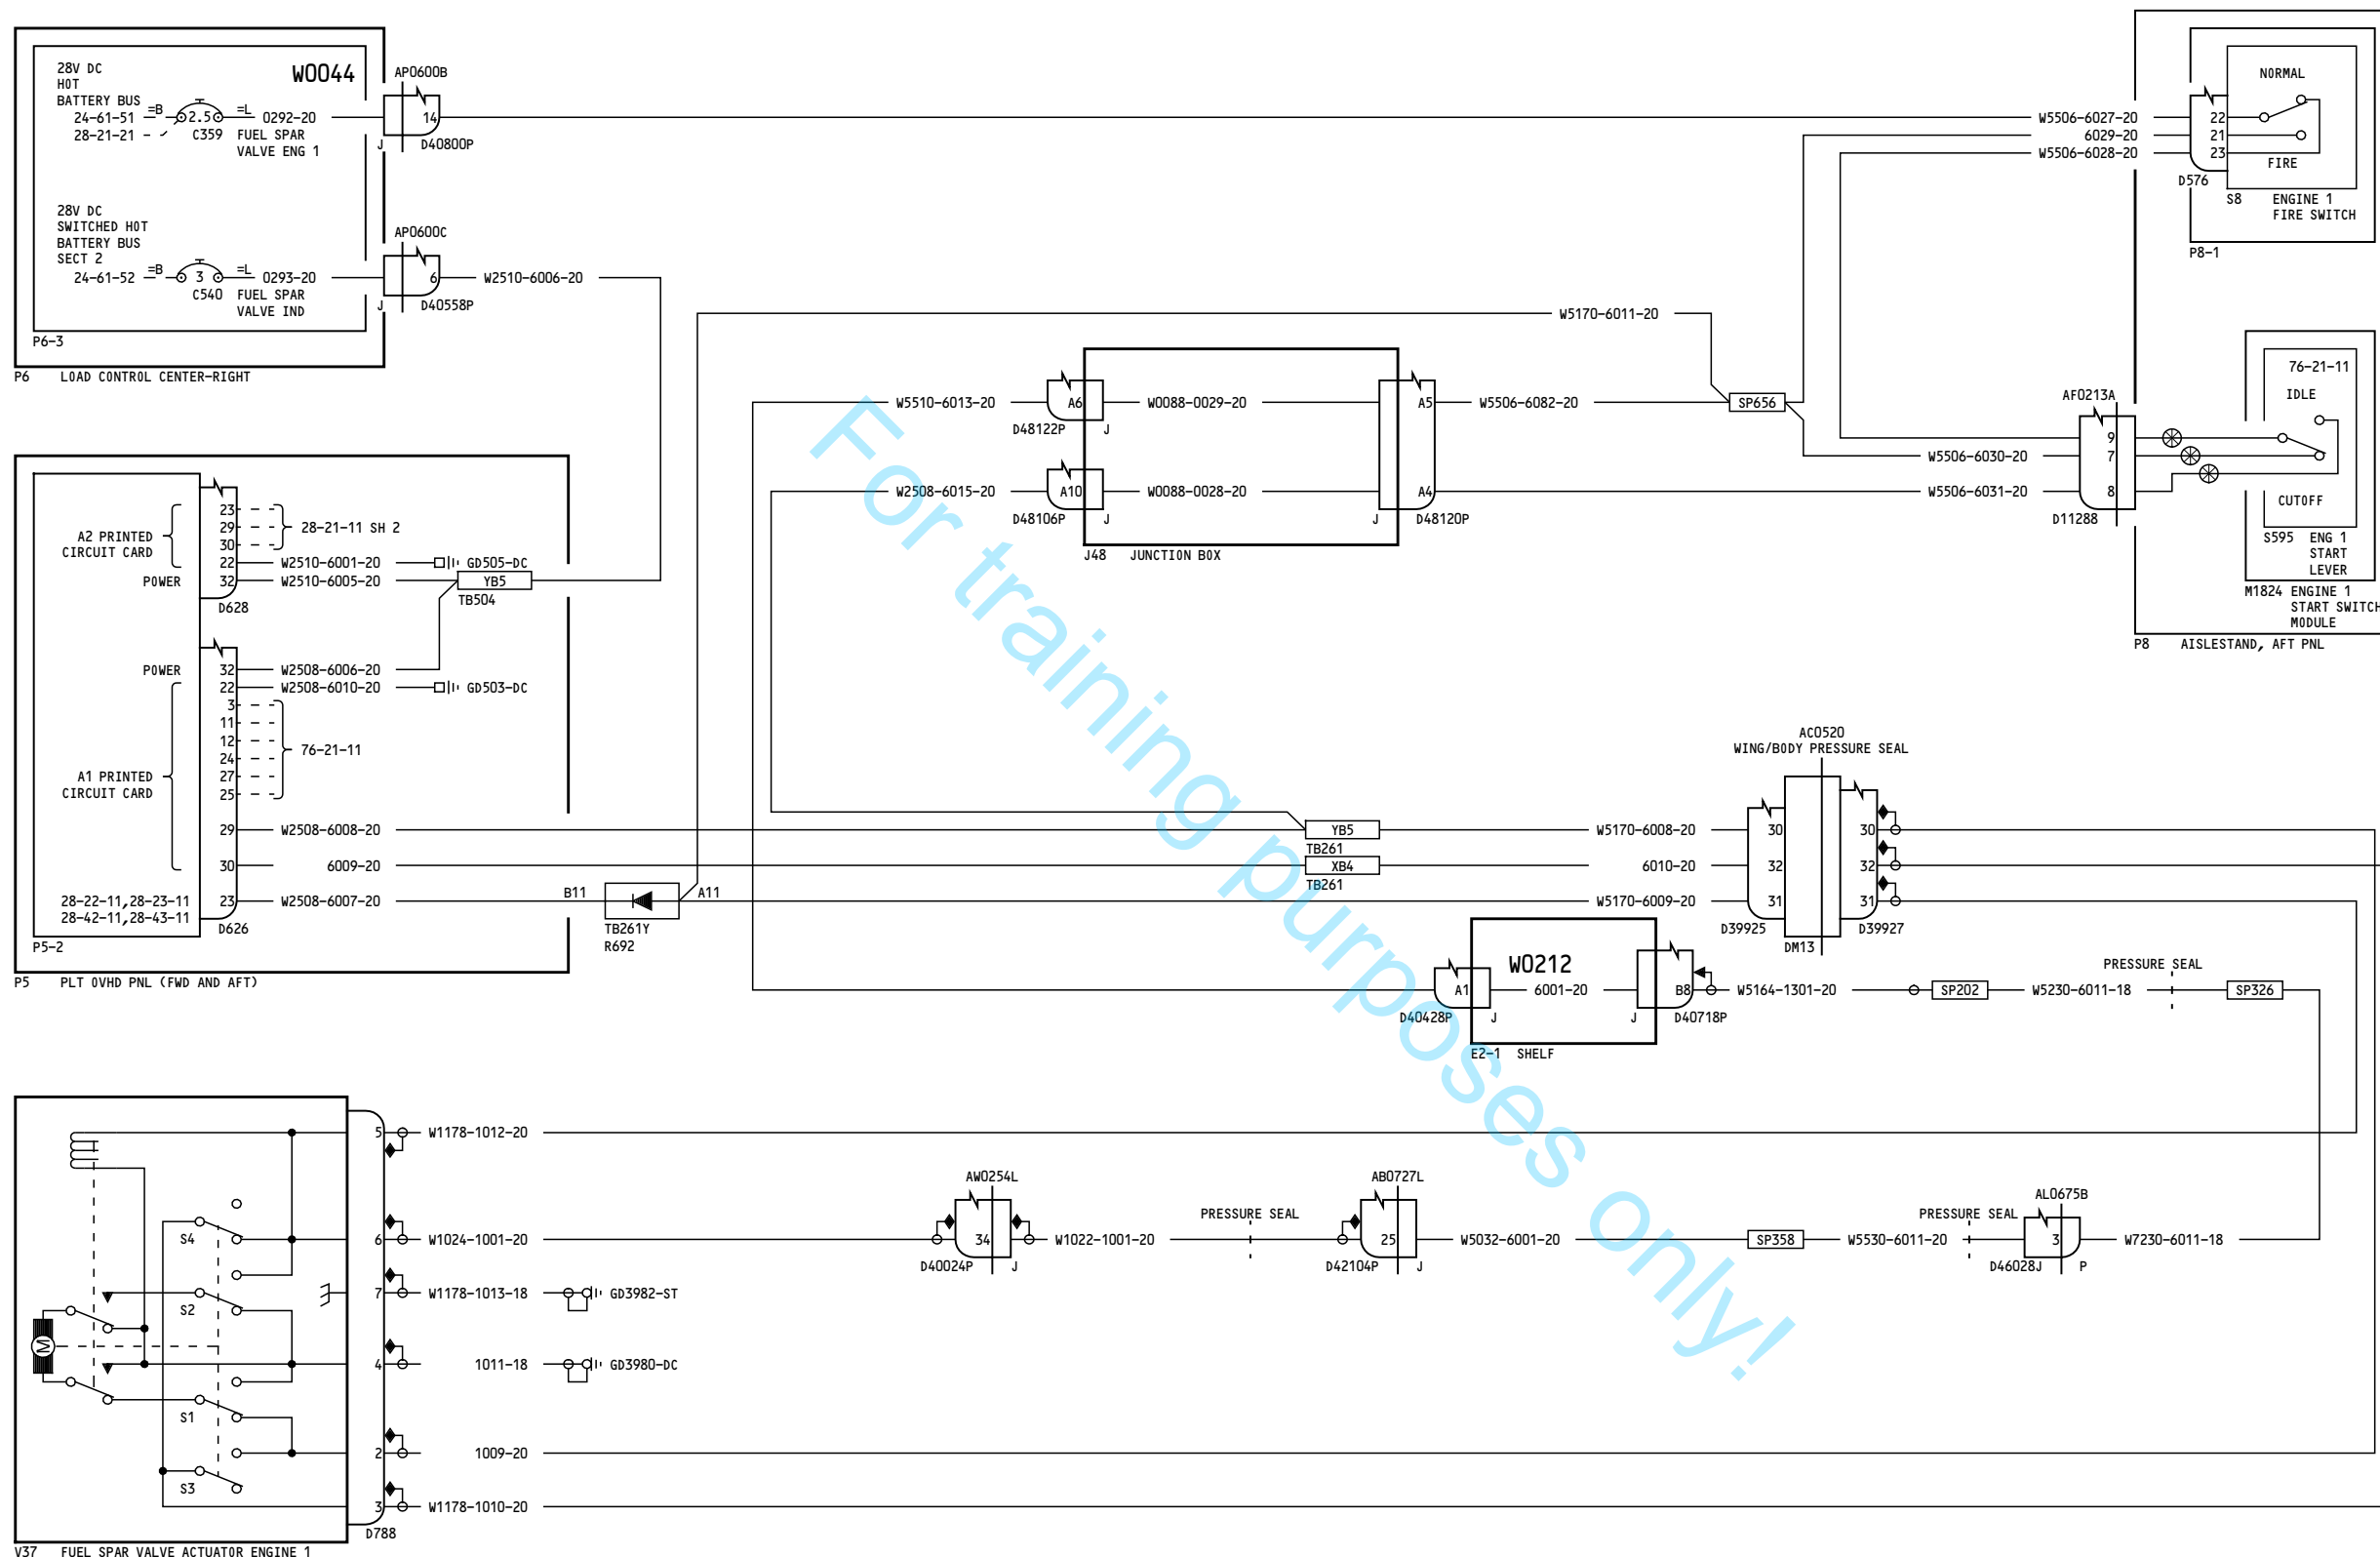 28V DC
HOT
BATTERY BUS
24-61-51
28-21-21
=B
2.5
C359
=L
0292-20
FUEL SPAR
VALVE ENG 1
W0044
AP0600B
14
J
D40800P
28V DC
SWITCHED HOT
BATTERY BUS
SECT 2
24-61-52
=B
3
C540
=L
0293-20
FUEL SPAR
VALVE IND
AP0600C
6
J
D40558P
W2510-6006-20
P6-3
P6 LOAD CONTROL CENTER-RIGHT
W5506-6027-20
6029-20
W5506-6028-20
22
21
23
D576
NORMAL
FIRE
S8 ENGINE 1
FIRE SWITCH
P8-1
W5170-6011-20
W5510-6013-20
A6
D48122P
J
W0088-0029-20
A5
W5506-6082-20
SP656
W2508-6015-20
A10
D48106P
J
W0088-0028-20
A4
J
D48120P
J48 JUNCTION BOX
W5506-6030-20
W5506-6031-20
AF0213A
9
7
8
D11288
76-21-11
IDLE
CUTOFF
S595 ENG 1
START
LEVER
M1824 ENGINE 1
START SWITCH
MODULE
P8 AISLESTAND, AFT PNL
A2 PRINTED
CIRCUIT CARD
POWER
23
29
30
22
32
D628
28-21-11 SH 2
W2510-6001-20
GD505-DC
W2510-6005-20
YB5
TB504
POWER
A1 PRINTED
CIRCUIT CARD
32
22
3
11
12
24
27
25
29
30
23
D626
W2508-6006-20
W2508-6010-20
GD503-DC
76-21-11
W2508-6008-20
6009-20
W2508-6007-20
28-22-11,28-23-11
28-42-11,28-43-11
P5-2
P5 PLT OVHD PNL (FWD AND AFT)
B11
A11
TB261Y
R692
YB5
TB261
XB4
TB261
W5170-6008-20
6010-20
W5170-6009-20
AC0520
WING/BODY PRESSURE SEAL
30
32
31
D39925
DM13
30
32
31
D39927
W0212
A1
D40428P
J
6001-20
B8
J
D40718P
E2-1 SHELF
W5164-1301-20
SP202
W5230-6011-18
PRESSURE SEAL
SP326
M
S4
S2
S1
S3
5
6
7
4
2
3
D788
W1178-1012-20
W1024-1001-20
W1178-1013-18
GD3982-ST
1011-18
GD3980-DC
1009-20
W1178-1010-20
AW0254L
34
D40024P
J
W1022-1001-20
PRESSURE SEAL
AB0727L
25
D42104P
J
W5032-6001-20
SP358
W5530-6011-20
PRESSURE SEAL
AL0675B
3
D46028J
P
W7230-6011-18
V37 FUEL SPAR VALVE ACTUATOR ENGINE 1
For training purposes only!